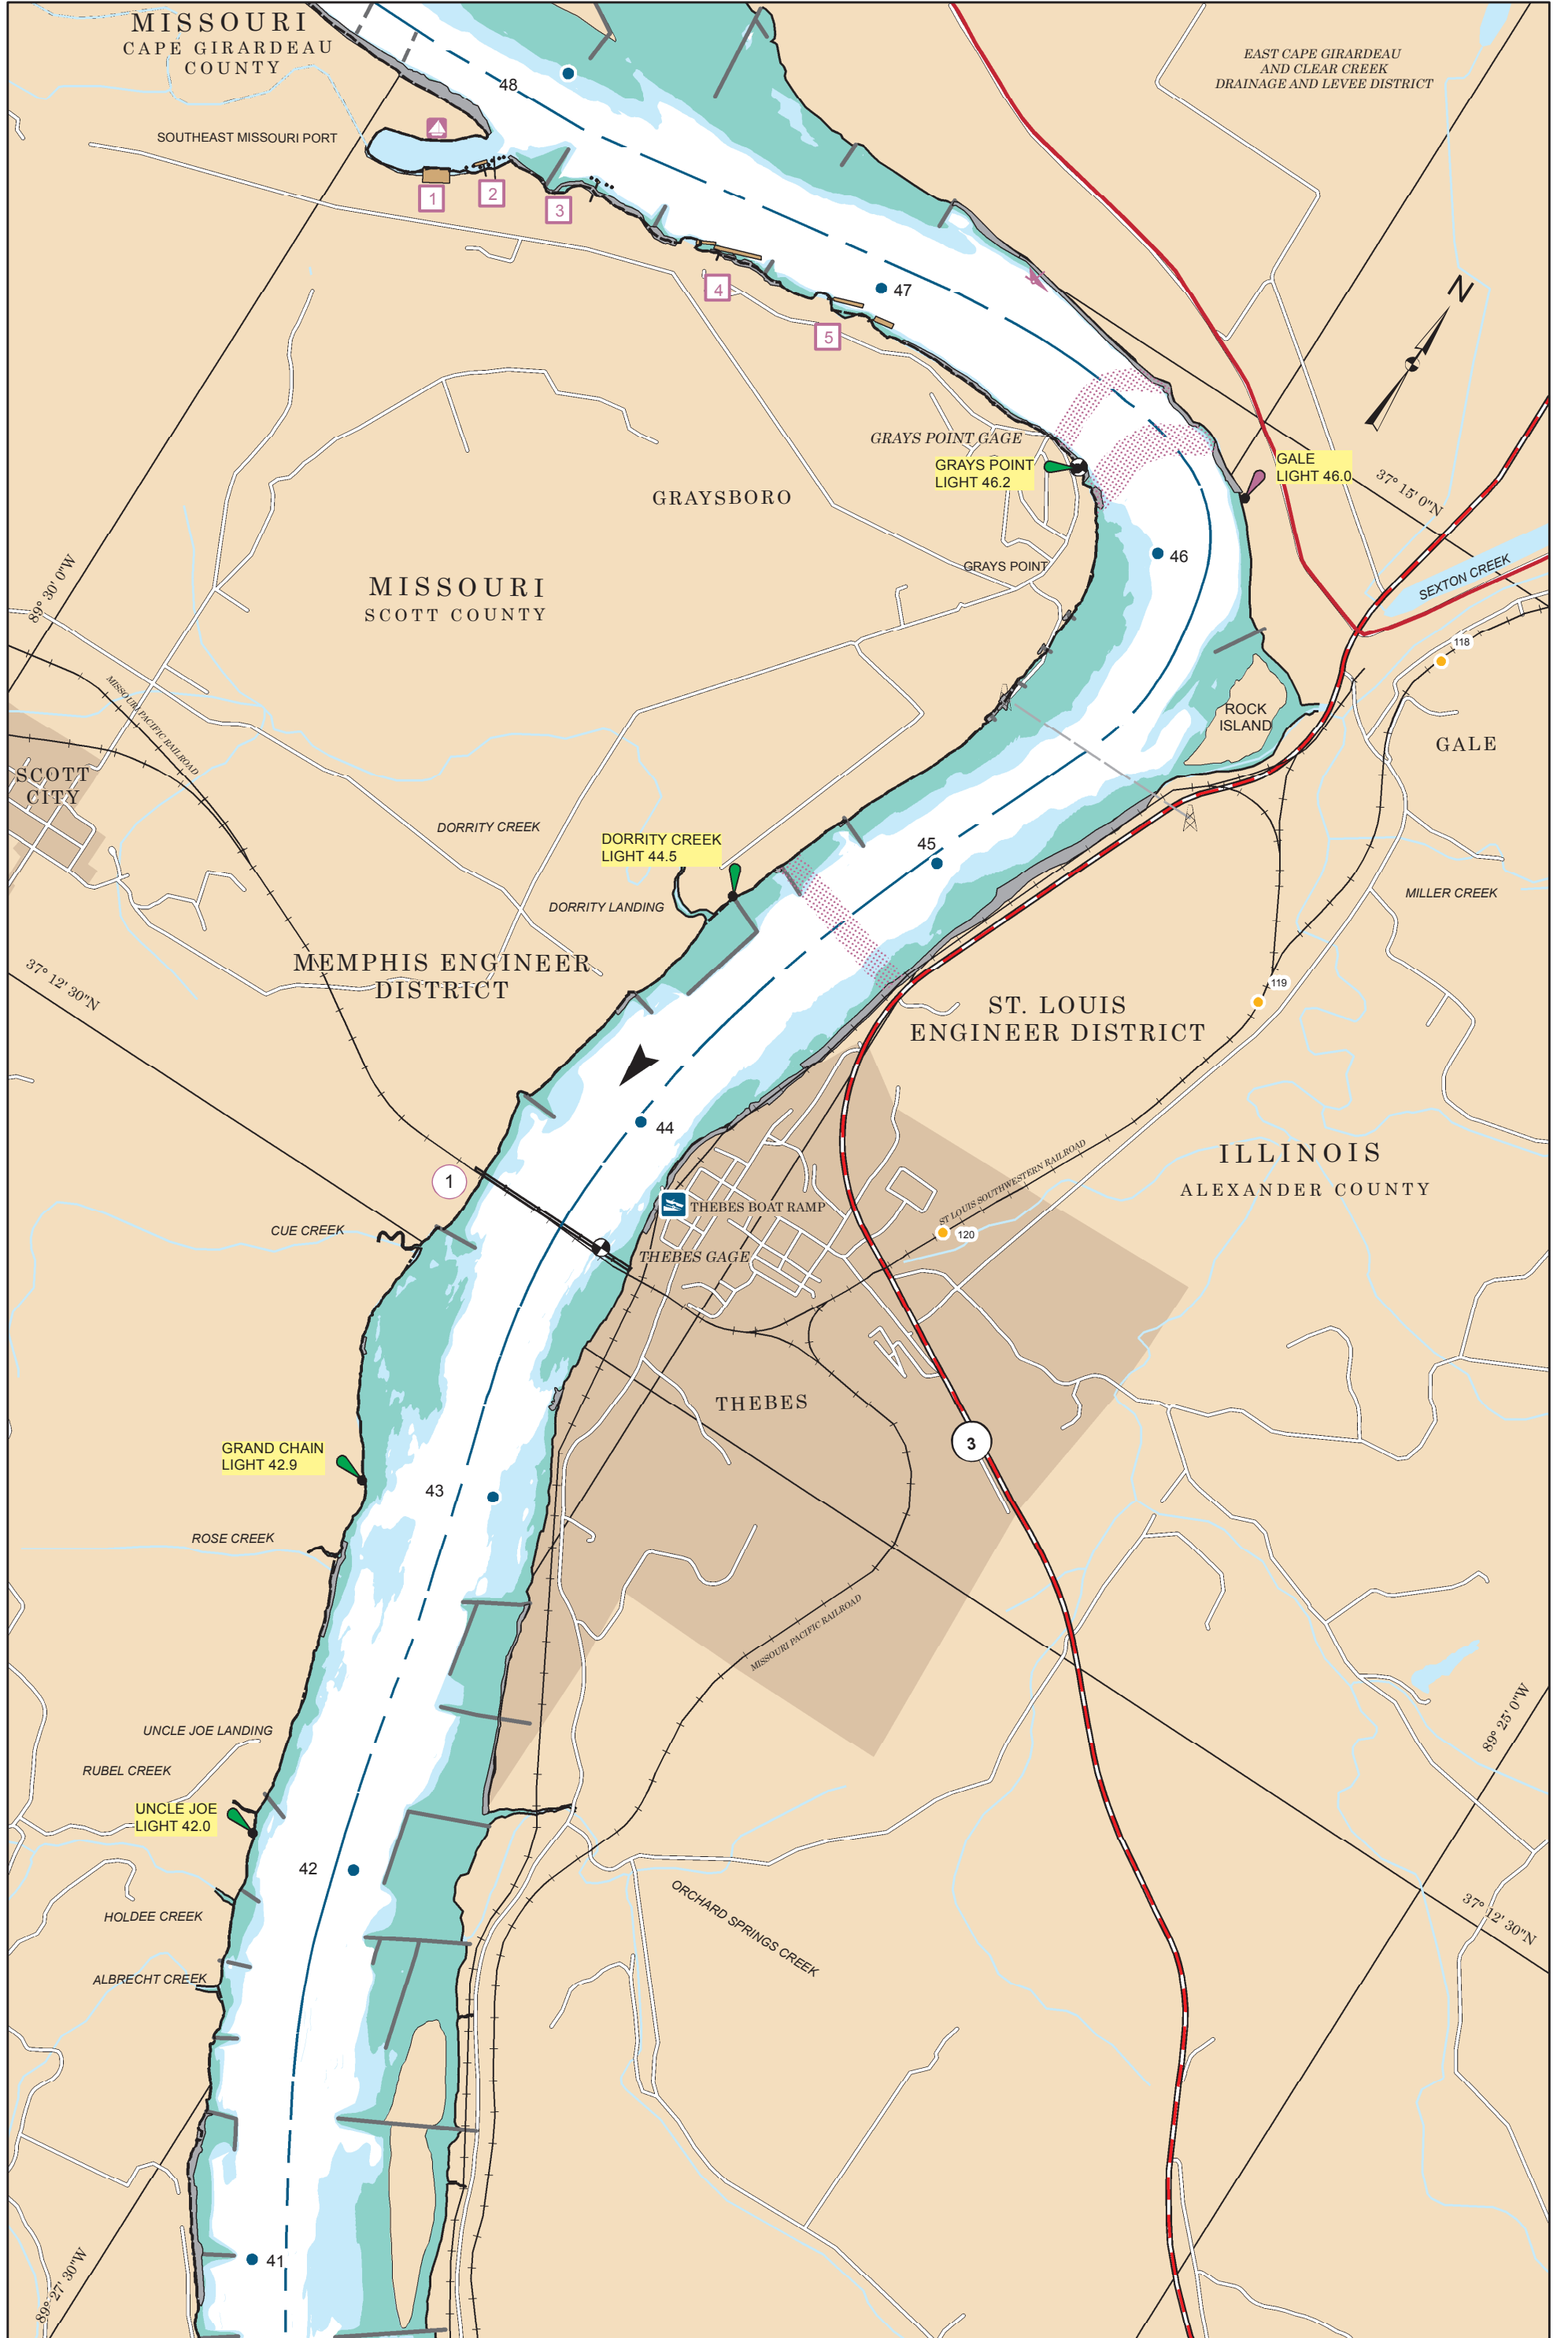 MISSOURI
CAPE GIRARDEAU
COUNTY
EAST CAPE GIRARDEAU
AND CLEAR CREEK
DRAINAGE AND LEVEE DISTRICT
48
SOUTHEAST MISSOURI PORT
1
2
3
4
5
47
N
GRAYS POINT GAGE
GRAYS POINT
LIGHT 46.2
GALE
LIGHT 46.0
37° 15' 0"N
GRAYSBORO
46
GRAYS POINT
SEXTON CREEK
89° 30' 0"W
MISSOURI
SCOTT COUNTY
118
MISSOURI PACIFIC RAILROAD
ROCK
ISLAND
GALE
SCOTT
CITY
DORRITY CREEK
DORRITY CREEK
LIGHT 44.5
45
MILLER CREEK
DORRITY LANDING
MEMPHIS ENGINEER
DISTRICT
37° 12' 30"N
119
ST. LOUIS
ENGINEER DISTRICT
44
ILLINOIS
ALEXANDER COUNTY
1
ST LOUIS SOUTHWESTERN RAILROAD
THEBES BOAT RAMP
CUE CREEK
120
THEBES GAGE
THEBES
3
GRAND CHAIN
LIGHT 42.9
43
ROSE CREEK
MISSOURI PACIFIC RAILROAD
UNCLE JOE LANDING
89° 25' 0"W
RUBEL CREEK
UNCLE JOE
LIGHT 42.0
42
HOLDEE CREEK
ORCHARD SPRINGS CREEK
37° 12' 30"N
ALBRECHT CREEK
41
89° 27' 30"W